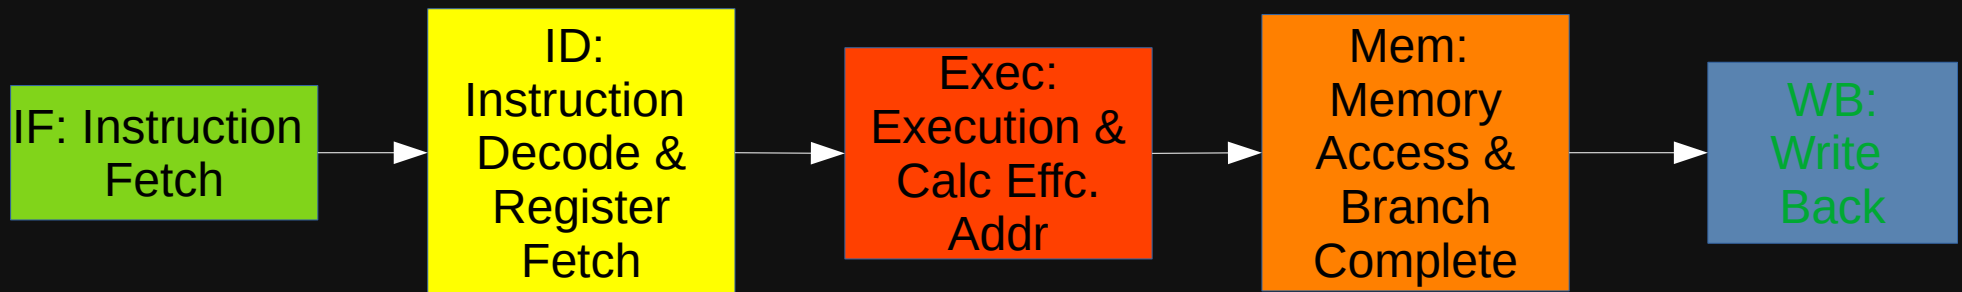 IF: Instruction
Fetch
ID:
Instruction
Decode &
Register
Fetch
Exec:
Execution &
Calc Effc.
Addr
Mem:
Memory
Access &
Branch
Complete
WB:
Write
Back